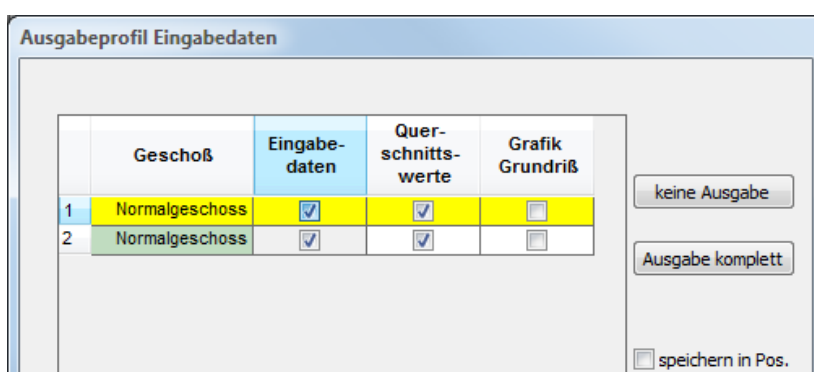 Ausgabeprofil Eingabedaten
Geschoß
Eingabe-
daten
Quer-
schnitts-
werte
Grafik
Grundriß
1 Normalgeschoss
2 Normalgeschoss
keine Ausgabe
Ausgabe komplett
speichern in Pos.